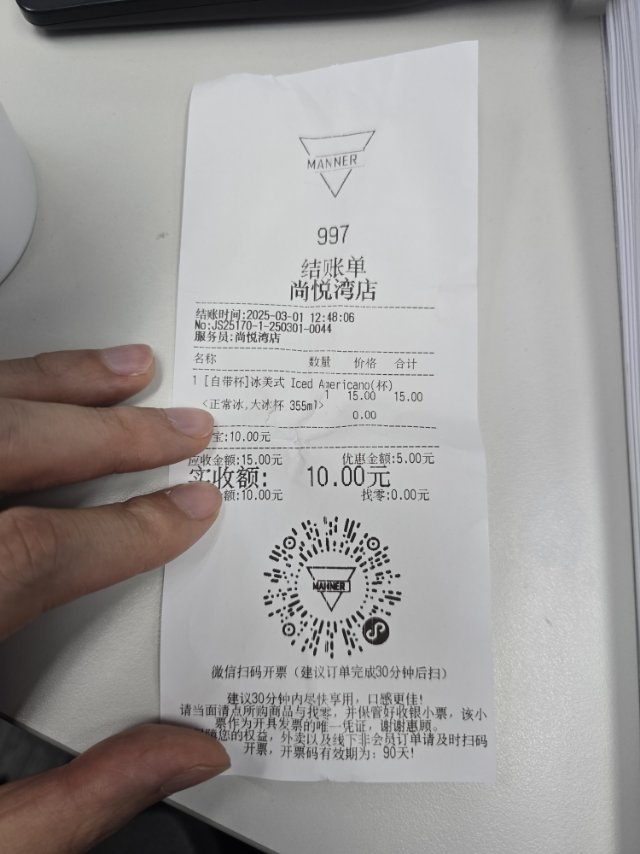 MANNER
997
结账单
尚悦湾店
结账时间:2025-03-01 12:48:06
No:JS25170-1-250301-0044
服务员:尚悦湾店
名称 数量 价格 合计
1 [自带杯]冰美式 Iced Americano(杯)
1 15.00 15.00
<正常冰,大冰杯 355ml>
0.00
宝:10.00元
应收金额:15.00元 优惠金额:5.00元
实收额: 10.00元
额:10.00元 找零:0.00元
MANNER
微信扫码开票（建议订单完成30分钟后扫）
建议30分钟内尽快享用，口感更佳!
请当面清点所购商品与找零，并保管好收银小票，该小
票作为开具发票的唯一凭证，谢谢惠顾。
您的权益，外卖以及线下非会员订单请及时扫码
开票，开票码有效期为：90天!